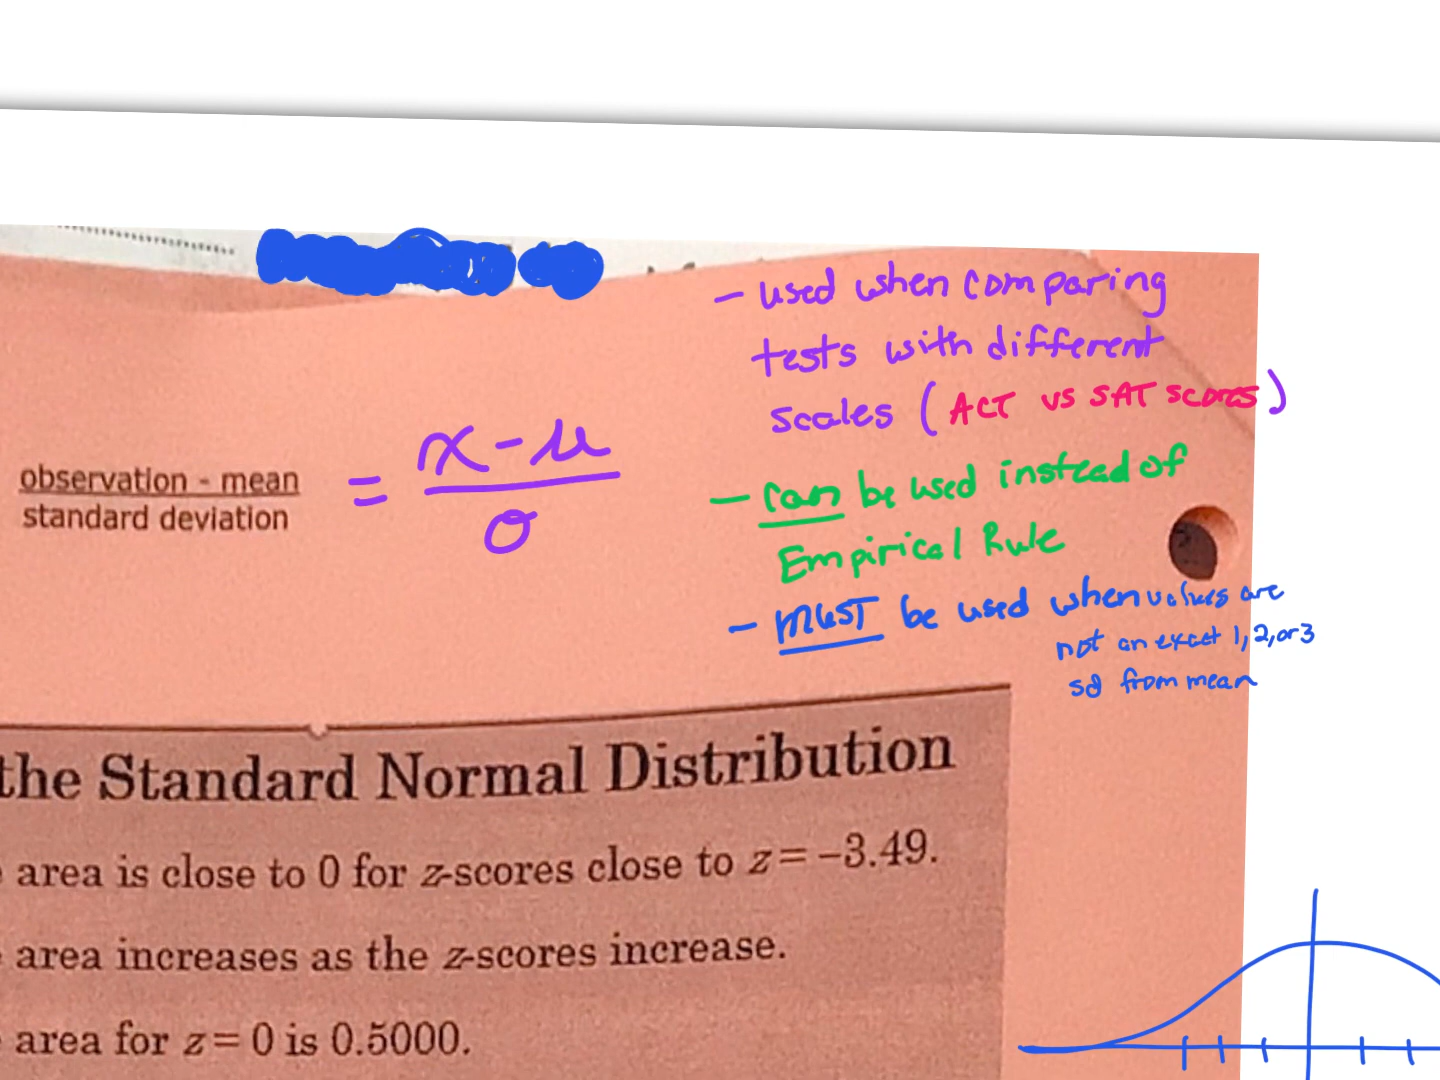 - used when comparing
tests with different
scales (ACT vs SAT scores)
observation - mean
standard deviation
= x - μ
σ
- can be used instead of
Empirical Rule
- MUST be used when values are
not an exact 1, 2, or 3
sd from mean
the Standard Normal Distribution
area is close to 0 for z-scores close to z = -3.49.
area increases as the z-scores increase.
area for z = 0 is 0.5000.